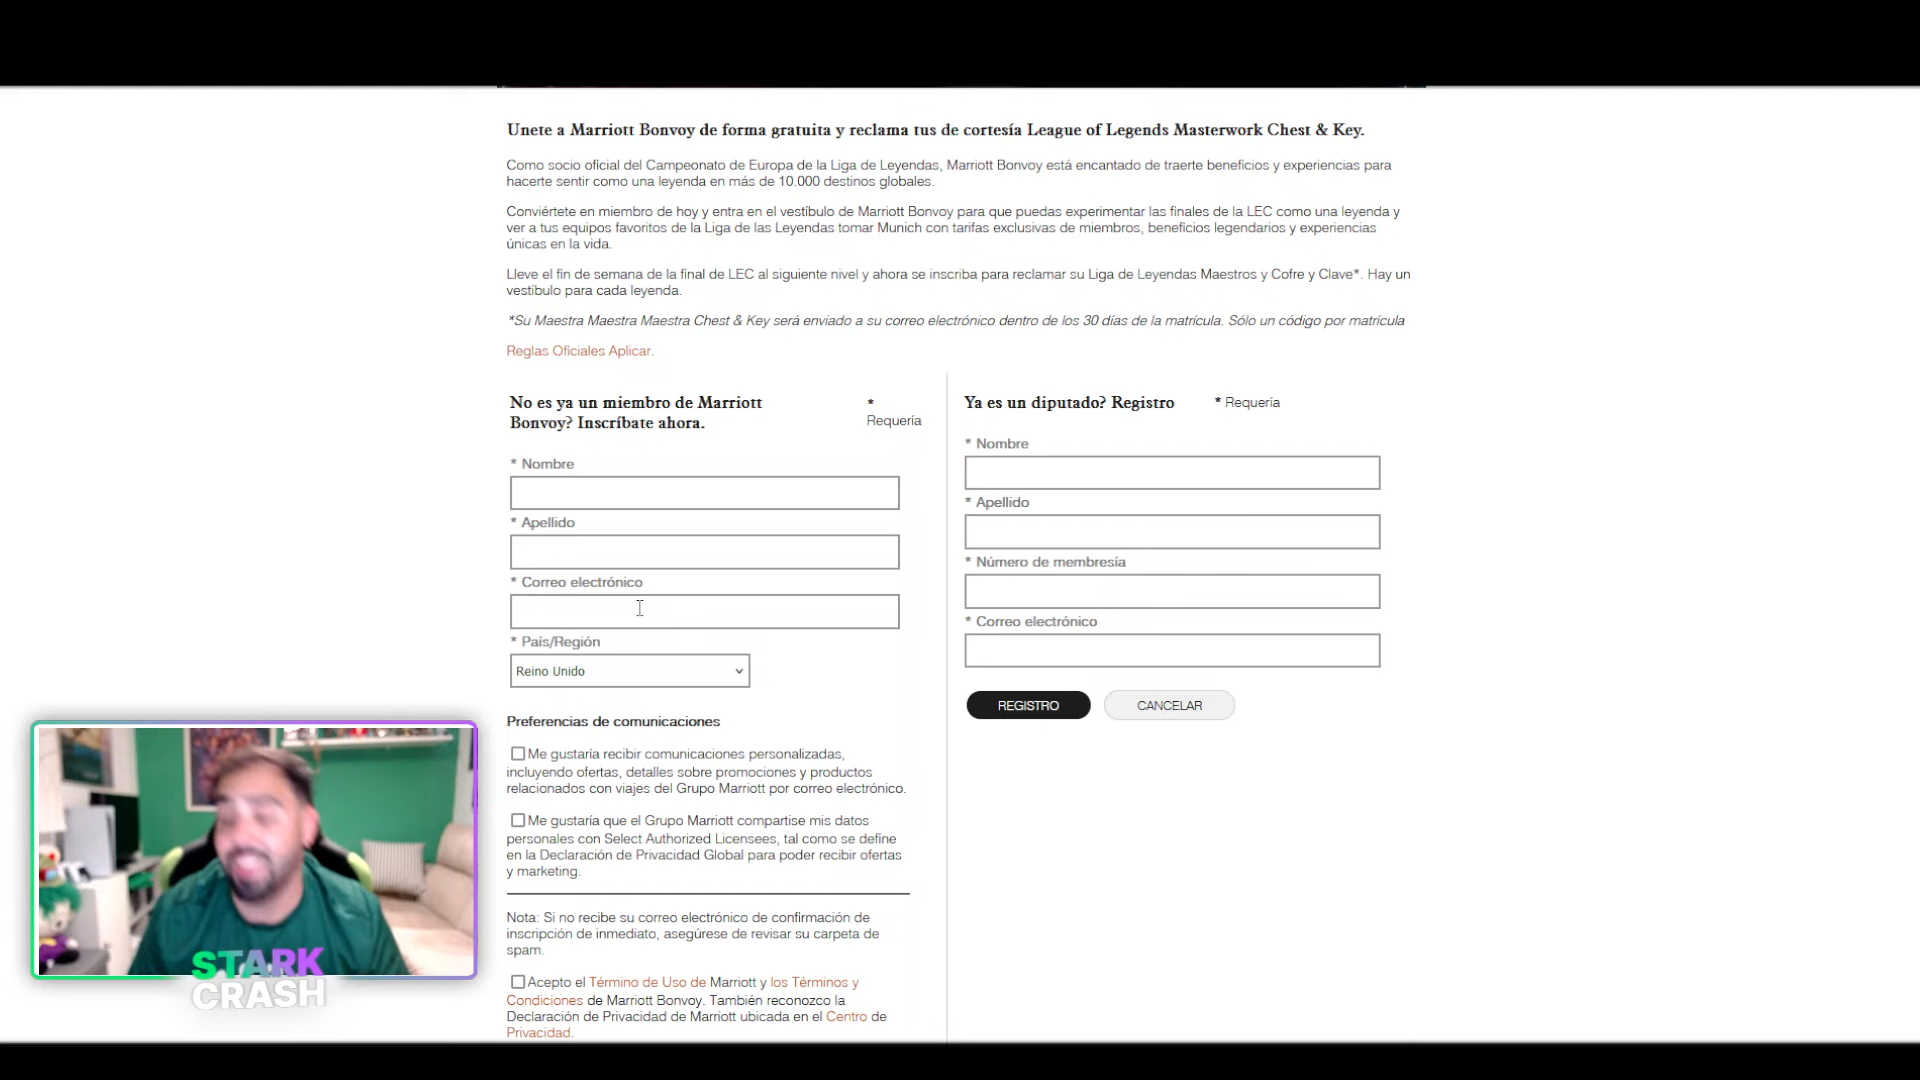 Unete a Marriott Bonvoy de forma gratuita y reclama tus de cortesía League of Legends Masterwork Chest & Key.
Como socio oficial del Campeonato de Europa de la Liga de Leyendas, Marriott Bonvoy está encantado de traerte beneficios y experiencias para
hacerte sentir como una leyenda en más de 10.000 destinos globales.
Conviértete en miembro de hoy y entra en el vestíbulo de Marriott Bonvoy para que puedas experimentar las finales de la LEC como una leyenda y
ver a tus equipos favoritos de la Liga de las Leyendas tomar Munich con tarifas exclusivas de miembros, beneficios legendarios y experiencias
únicas en la vida.
Lleve el fin de semana de la final de LEC al siguiente nivel y ahora se inscriba para reclamar su Liga de Leyendas Maestros y Cofre y Clave*. Hay un
vestíbulo para cada leyenda.
*Su Maestra Maestra Maestra Chest & Key será enviado a su correo electrónico dentro de los 30 días de la matrícula. Sólo un código por matrícula
Reglas Oficiales Aplicar.
No es ya un miembro de Marriott
Bonvoy? Inscríbate ahora.
*
Requería
* Nombre
* Apellido
* Correo electrónico
* País/Región
Reino Unido
Preferencias de comunicaciones
Me gustaría recibir comunicaciones personalizadas,
incluyendo ofertas, detalles sobre promociones y productos
relacionados con viajes del Grupo Marriott por correo electrónico.
Me gustaría que el Grupo Marriott compartise mis datos
personales con Select Authorized Licensees, tal como se define
en la Declaración de Privacidad Global para poder recibir ofertas
y marketing.
Nota: Si no recibe su correo electrónico de confirmación de
inscripción de inmediato, asegúrese de revisar su carpeta de
spam.
Acepto el Término de Uso de Marriott y los Términos y
Condiciones de Marriott Bonvoy. También reconozco la
Declaración de Privacidad de Marriott ubicada en el Centro de
Privacidad.
Ya es un diputado? Registro
* Requería
* Nombre
* Apellido
* Número de membresía
* Correo electrónico
REGISTRO
CANCELAR
STARK
CRASH